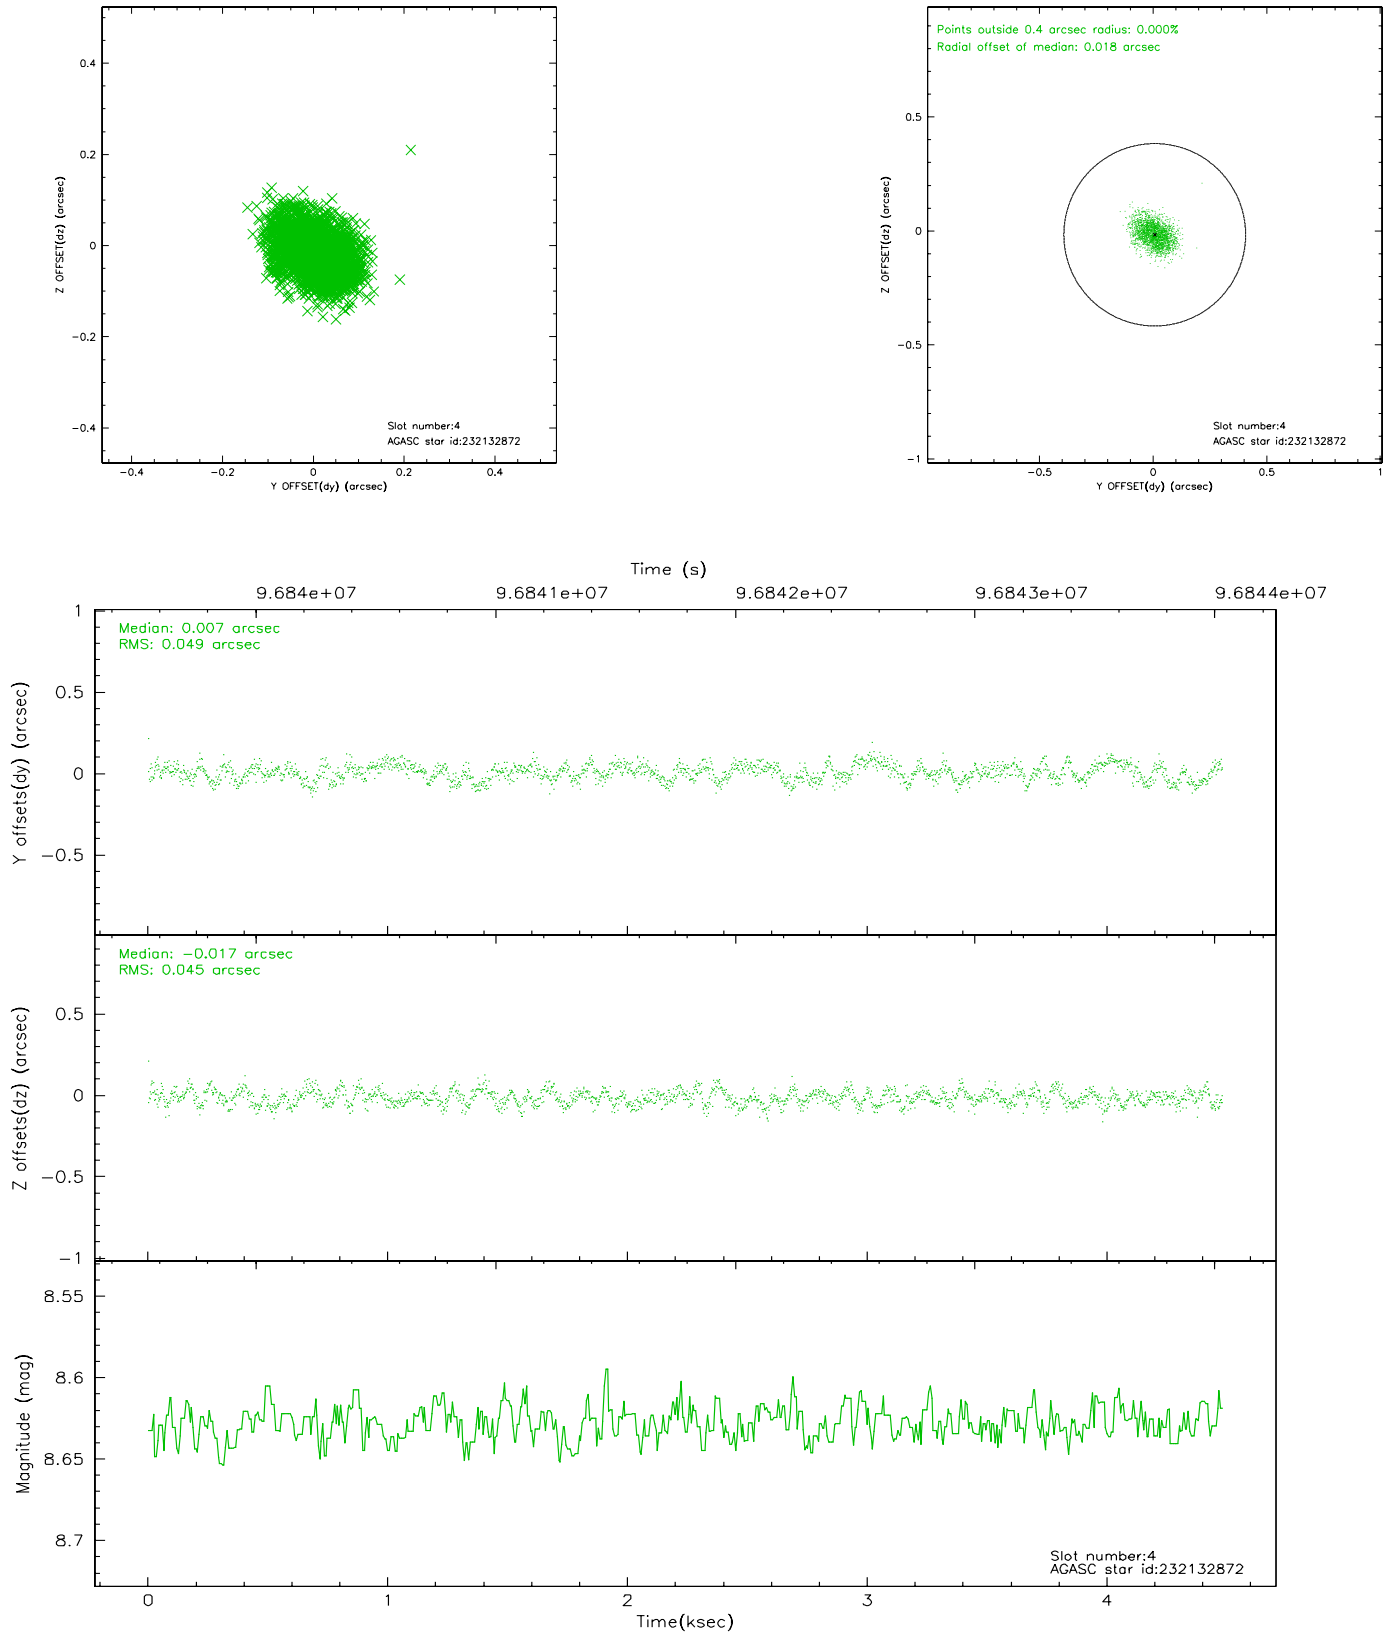 0.4
0.2
0
−0.2
−0.4
Z OFFSET(dz) (arcsec)
−0.4 −0.2 0 0.2 0.4
Y OFFSET(dy) (arcsec)
Slot number:4
AGASC star id:232132872
Points outside 0.4 arcsec radius: 0.000%
Radial offset of median: 0.018 arcsec
0.5
0
−0.5
−1
Z OFFSET(dz) (arcsec)
−0.5 0 0.5 1
Y OFFSET(dy) (arcsec)
Slot number:4
AGASC star id:232132872
Time (s)
9.684e+07 9.6841e+07 9.6842e+07 9.6843e+07 9.6844e+07
Median: 0.007 arcsec
RMS: 0.049 arcsec
1
0.5
0
−0.5
Y offsets(dy) (arcsec)
Median: −0.017 arcsec
RMS: 0.045 arcsec
0.5
0
−0.5
−1
Z offsets(dz) (arcsec)
8.55
8.6
8.65
8.7
Magnitude (mag)
Slot number:4
AGASC star id:232132872
0 1 2 3 4
Time(ksec)